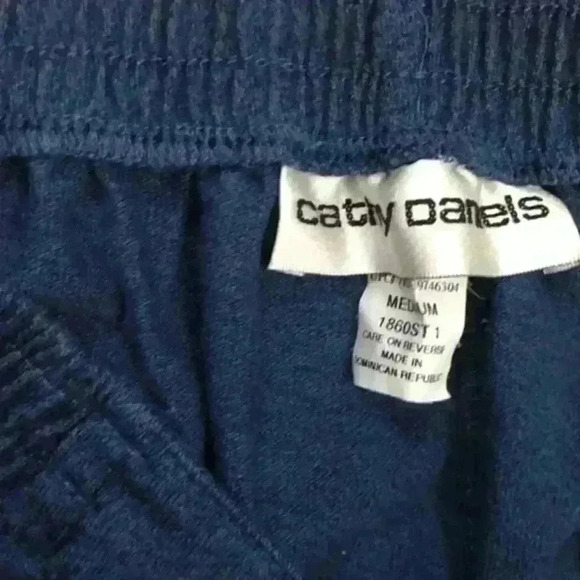 cathy Daniels
9746304
MEDIUM
1860ST 1
CARE ON REVERSE
MADE IN
DOMINICAN REPUBLIC